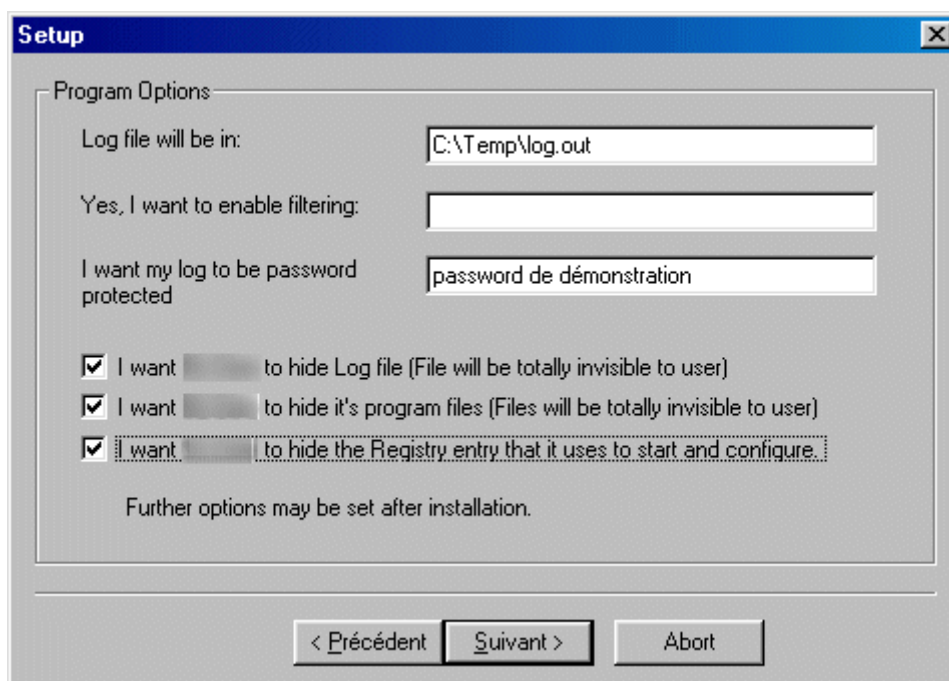 Setup
Program Options
Log file will be in:
C:\Temp\log.out
Yes, I want to enable filtering:
I want my log to be password
protected
password de démonstration
I want to hide Log file (File will be totally invisible to user)
I want to hide it's program files (Files will be totally invisible to user)
I want to hide the Registry entry that it uses to start and configure.
Further options may be set after installation.
< Précédent
Suivant >
Abort